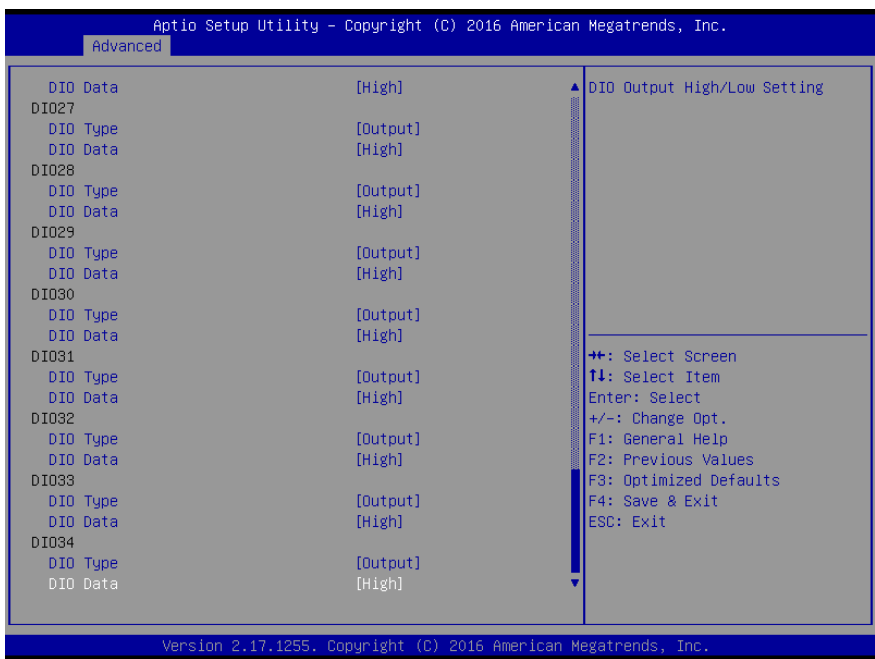 Aptio Setup Utility – Copyright (C) 2016 American Megatrends, Inc.
Advanced
DIO Data [High]
DIO27
DIO Type [Output]
DIO Data [High]
DIO28
DIO Type [Output]
DIO Data [High]
DIO29
DIO Type [Output]
DIO Data [High]
DIO30
DIO Type [Output]
DIO Data [High]
DIO31
DIO Type [Output]
DIO Data [High]
DIO32
DIO Type [Output]
DIO Data [High]
DIO33
DIO Type [Output]
DIO Data [High]
DIO34
DIO Type [Output]
DIO Data [High]
DIO Output High/Low Setting
→←: Select Screen
↑↓: Select Item
Enter: Select
+/-: Change Opt.
F1: General Help
F2: Previous Values
F3: Optimized Defaults
F4: Save & Exit
ESC: Exit
Version 2.17.1255. Copyright (C) 2016 American Megatrends, Inc.